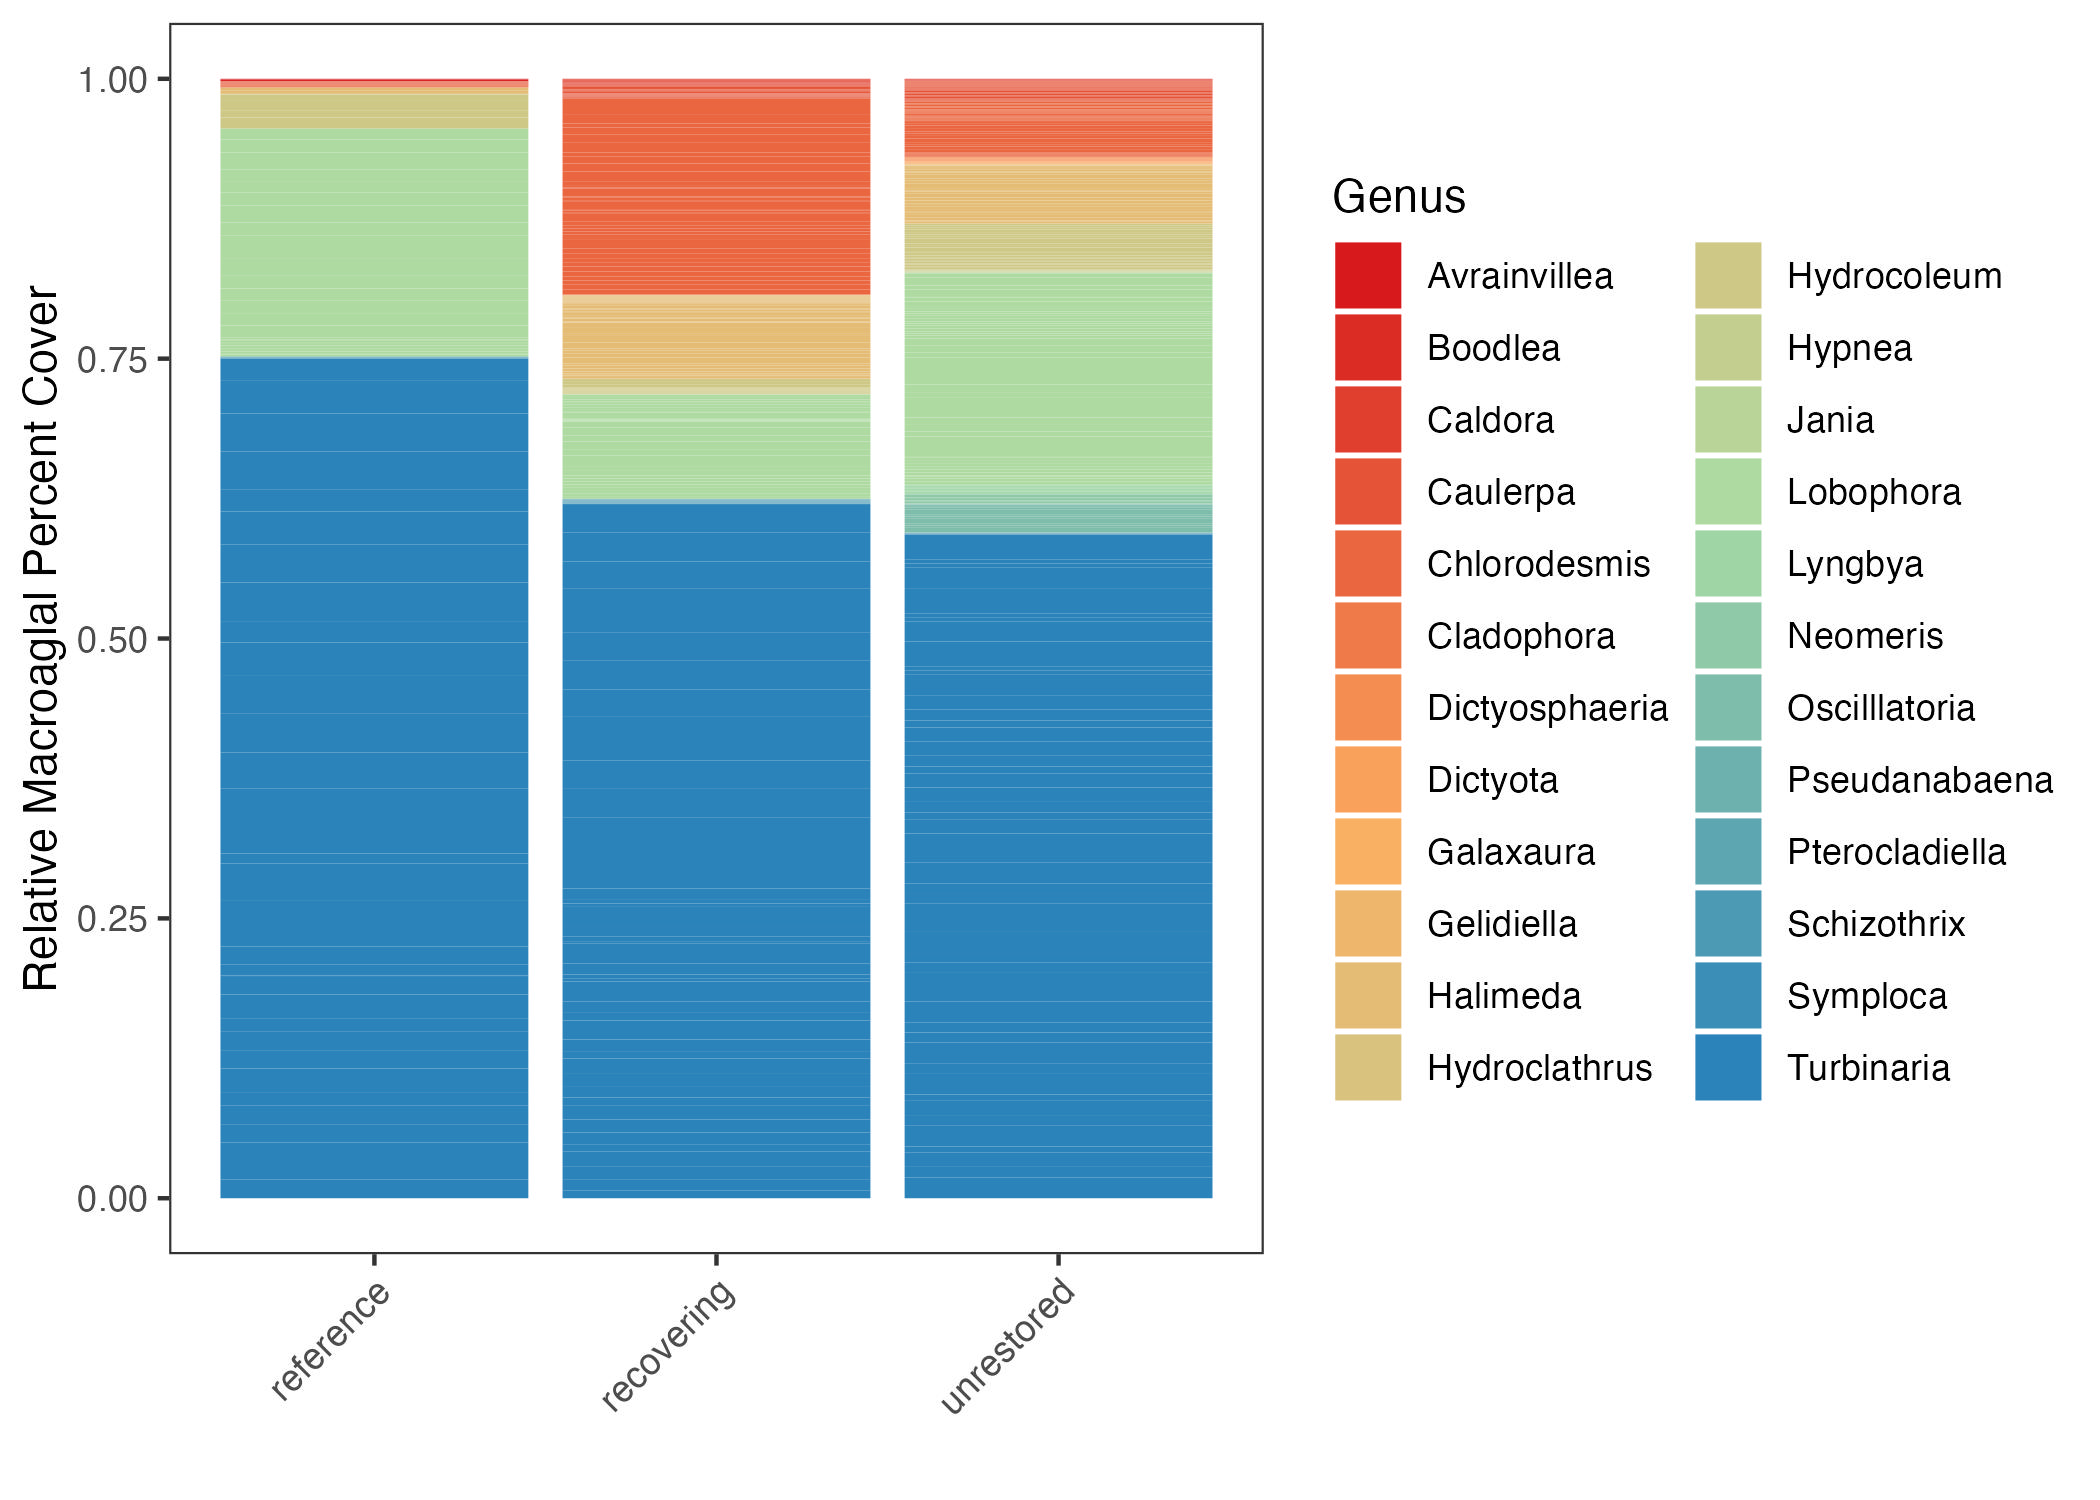 Relative Macroaglal Percent Cover
1.00
0.75
0.50
0.25
0.00
reference
recovering
unrestored
Genus
Avrainvillea
Boodlea
Caldora
Caulerpa
Chlorodesmis
Cladophora
Dictyosphaeria
Dictyota
Galaxaura
Gelidiella
Halimeda
Hydroclathrus
Hydrocoleum
Hypnea
Jania
Lobophora
Lyngbya
Neomeris
Oscilllatoria
Pseudanabaena
Pterocladiella
Schizothrix
Symploca
Turbinaria